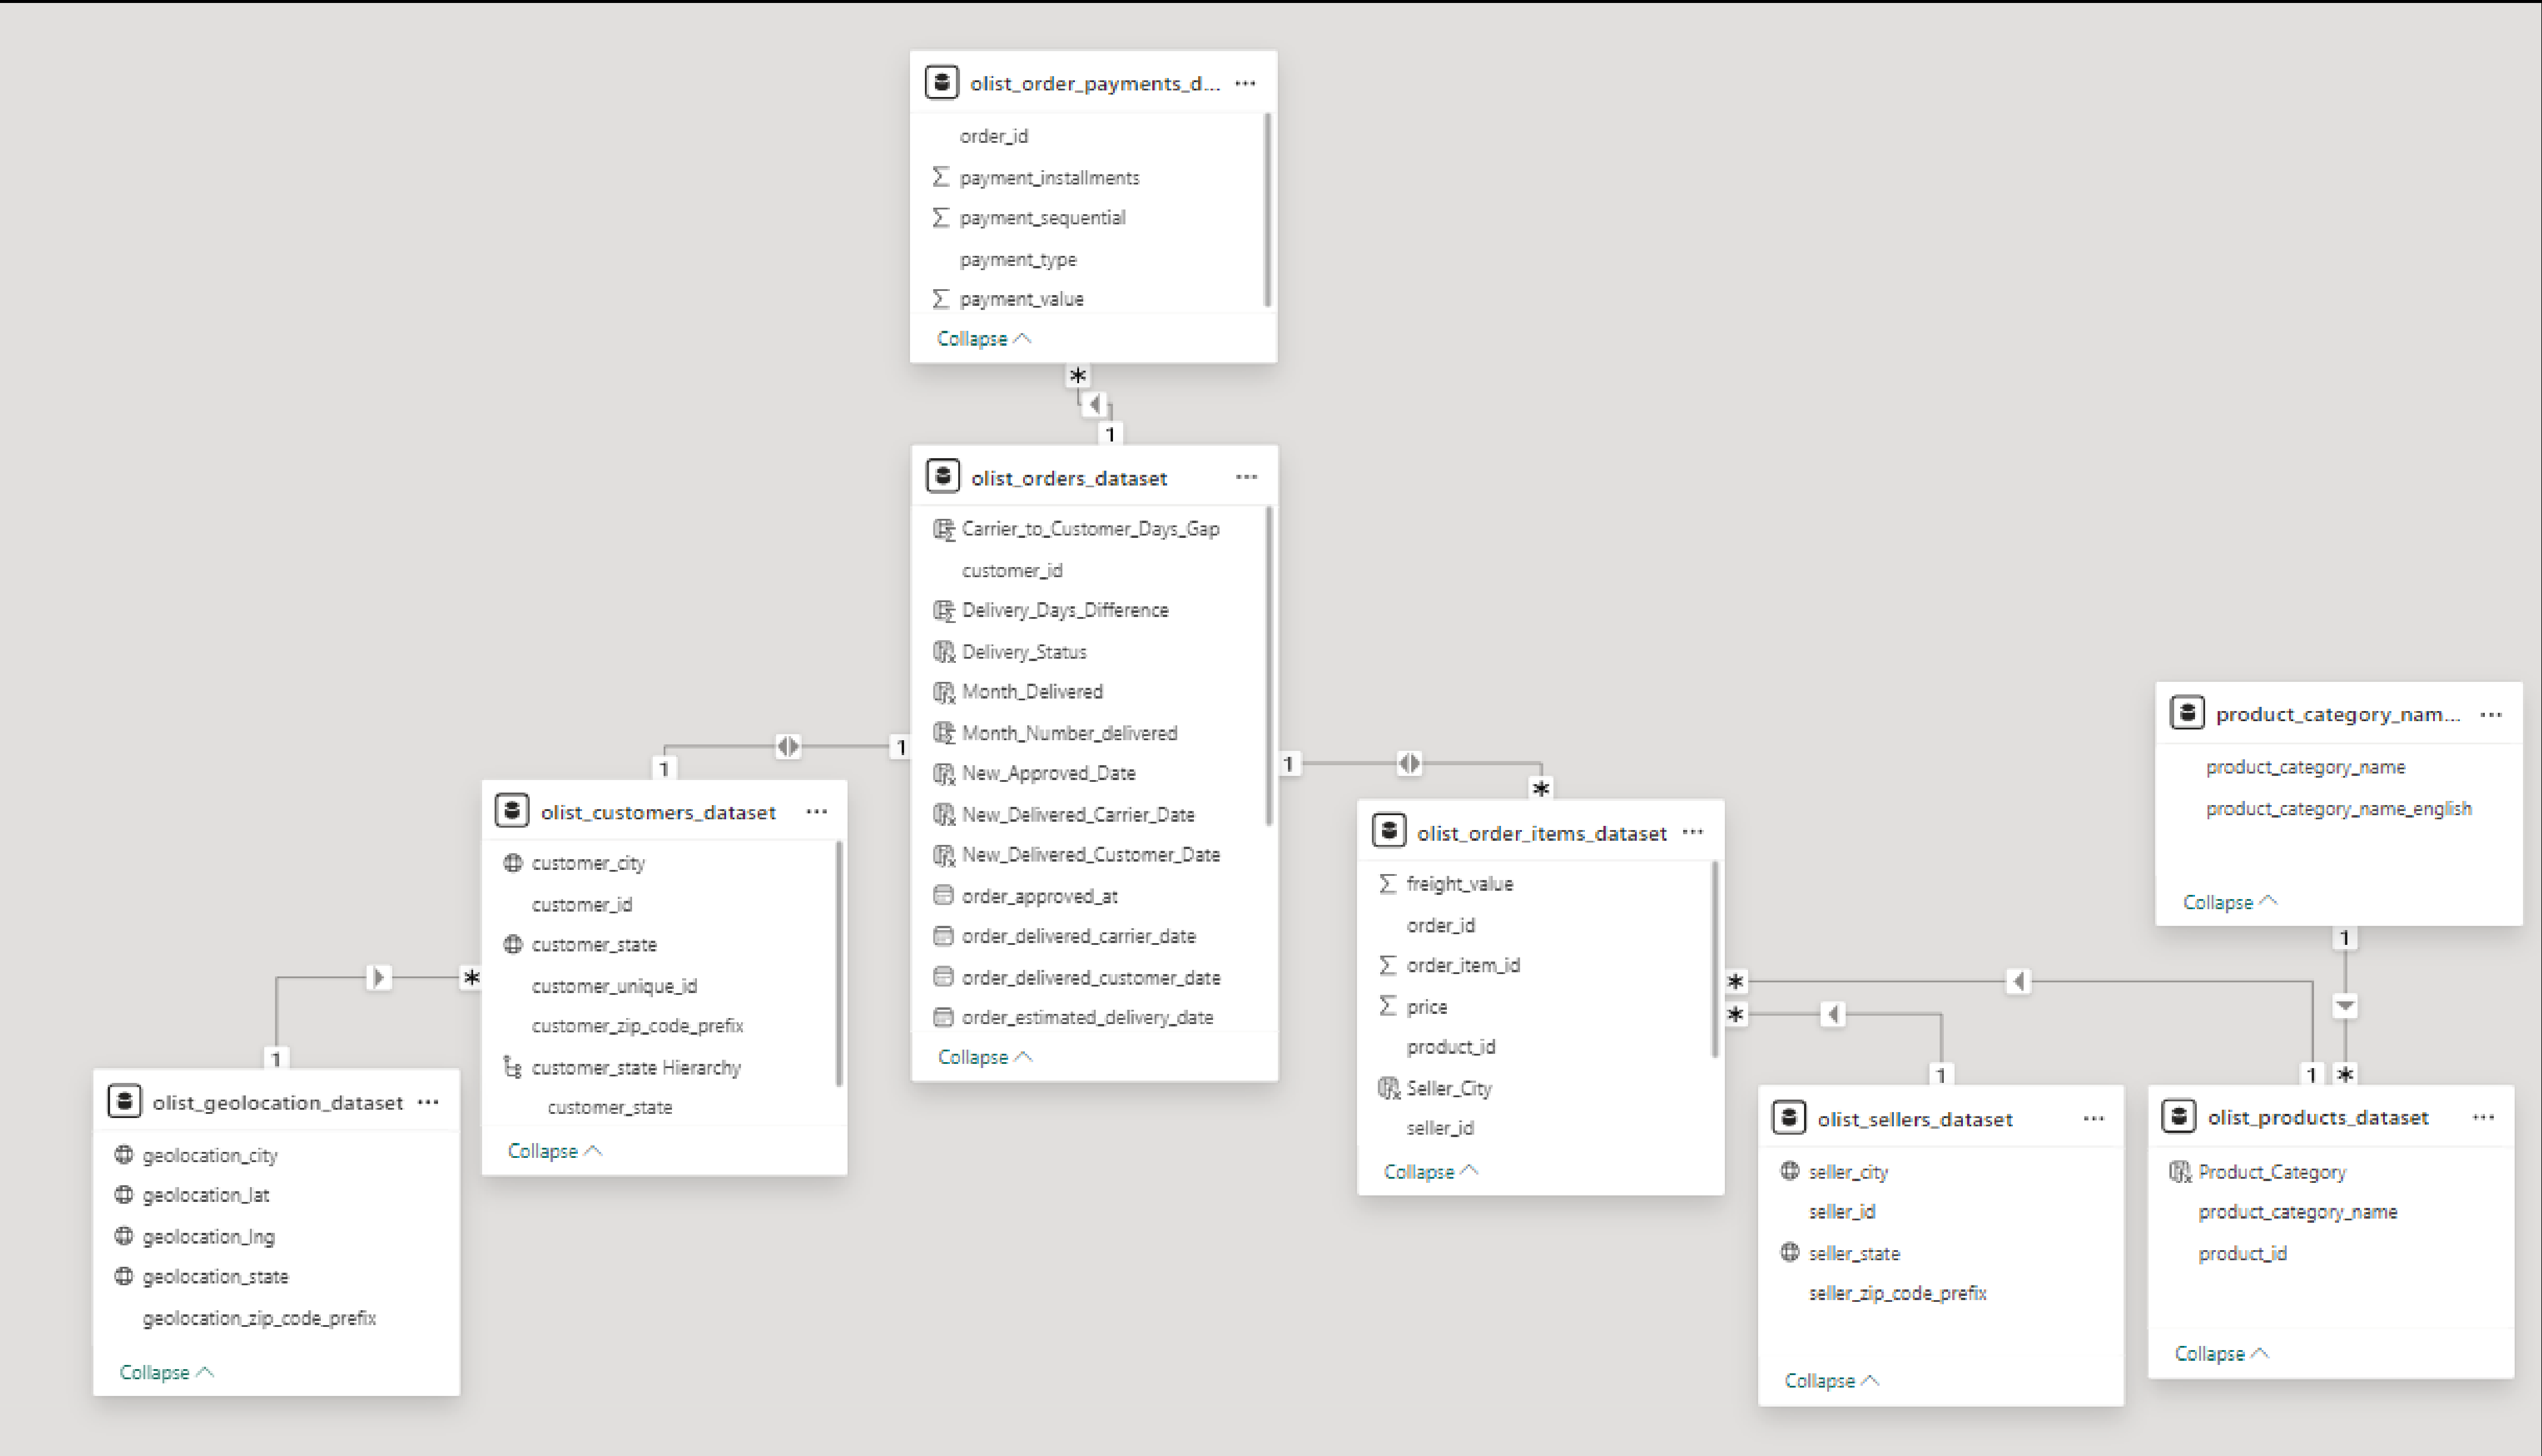 olist_order_payments_d... ...
order_id
payment_installments
payment_sequential
payment_type
payment_value
Collapse
*
1
olist_orders_dataset ...
Carrier_to_Customer_Days_Gap
customer_id
Delivery_Days_Difference
Delivery_Status
Month_Delivered
Month_Number_delivered
New_Approved_Date
New_Delivered_Carrier_Date
New_Delivered_Customer_Date
order_approved_at
order_delivered_carrier_date
order_delivered_customer_date
order_estimated_delivery_date
Collapse
1
1
1
*
olist_customers_dataset ...
customer_city
customer_id
customer_state
customer_unique_id
customer_zip_code_prefix
customer_state Hierarchy
customer_state
Collapse
*
1
olist_geolocation_dataset ...
geolocation_city
geolocation_lat
geolocation_lng
geolocation_state
geolocation_zip_code_prefix
Collapse
olist_order_items_dataset ...
freight_value
order_id
order_item_id
price
product_id
Seller_City
seller_id
Collapse
*
*
product_category_nam... ...
product_category_name
product_category_name_english
Collapse
1
1
1
*
olist_sellers_dataset ...
seller_city
seller_id
seller_state
seller_zip_code_prefix
Collapse
olist_products_dataset ...
Product_Category
product_category_name
product_id
Collapse